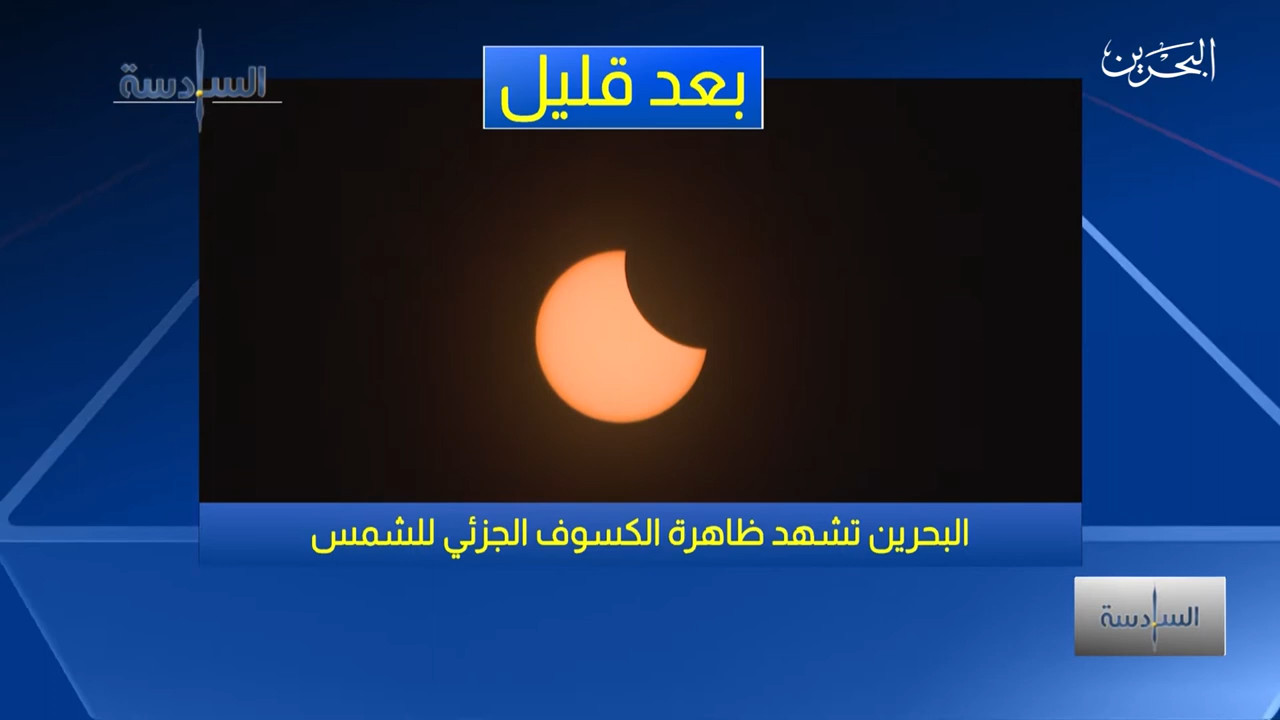 البحرين
السادسة
بعد قليل
البحرين تشهد ظاهرة الكسوف الجزئي للشمس
السادسة